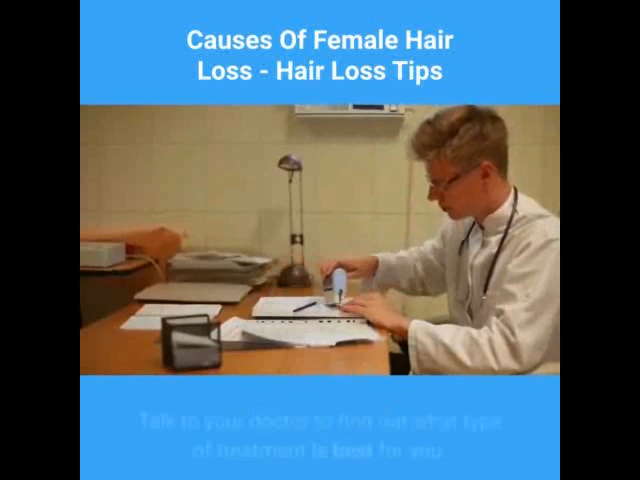 Causes Of Female Hair
Loss - Hair Loss Tips
Talk to your doctor to find out what type
of treatment is best for you.